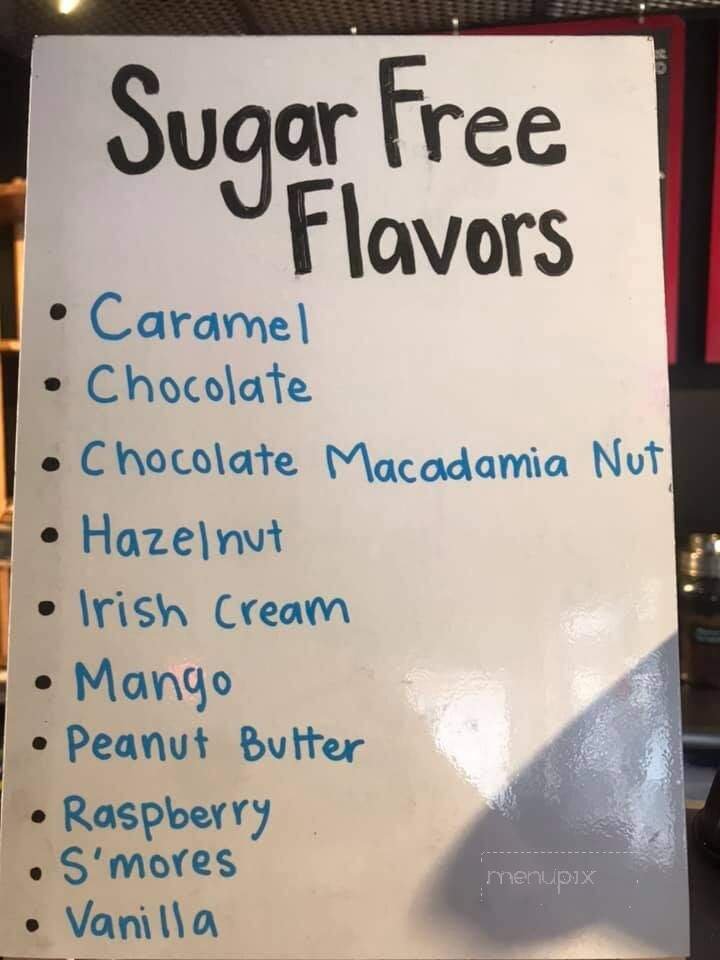 Sugar Free
Flavors
• Caramel
• Chocolate
• Chocolate Macadamia Nut
• Hazelnut
• Irish Cream
• Mango
• Peanut Butter
• Raspberry
• S'mores
• Vanilla
menupix